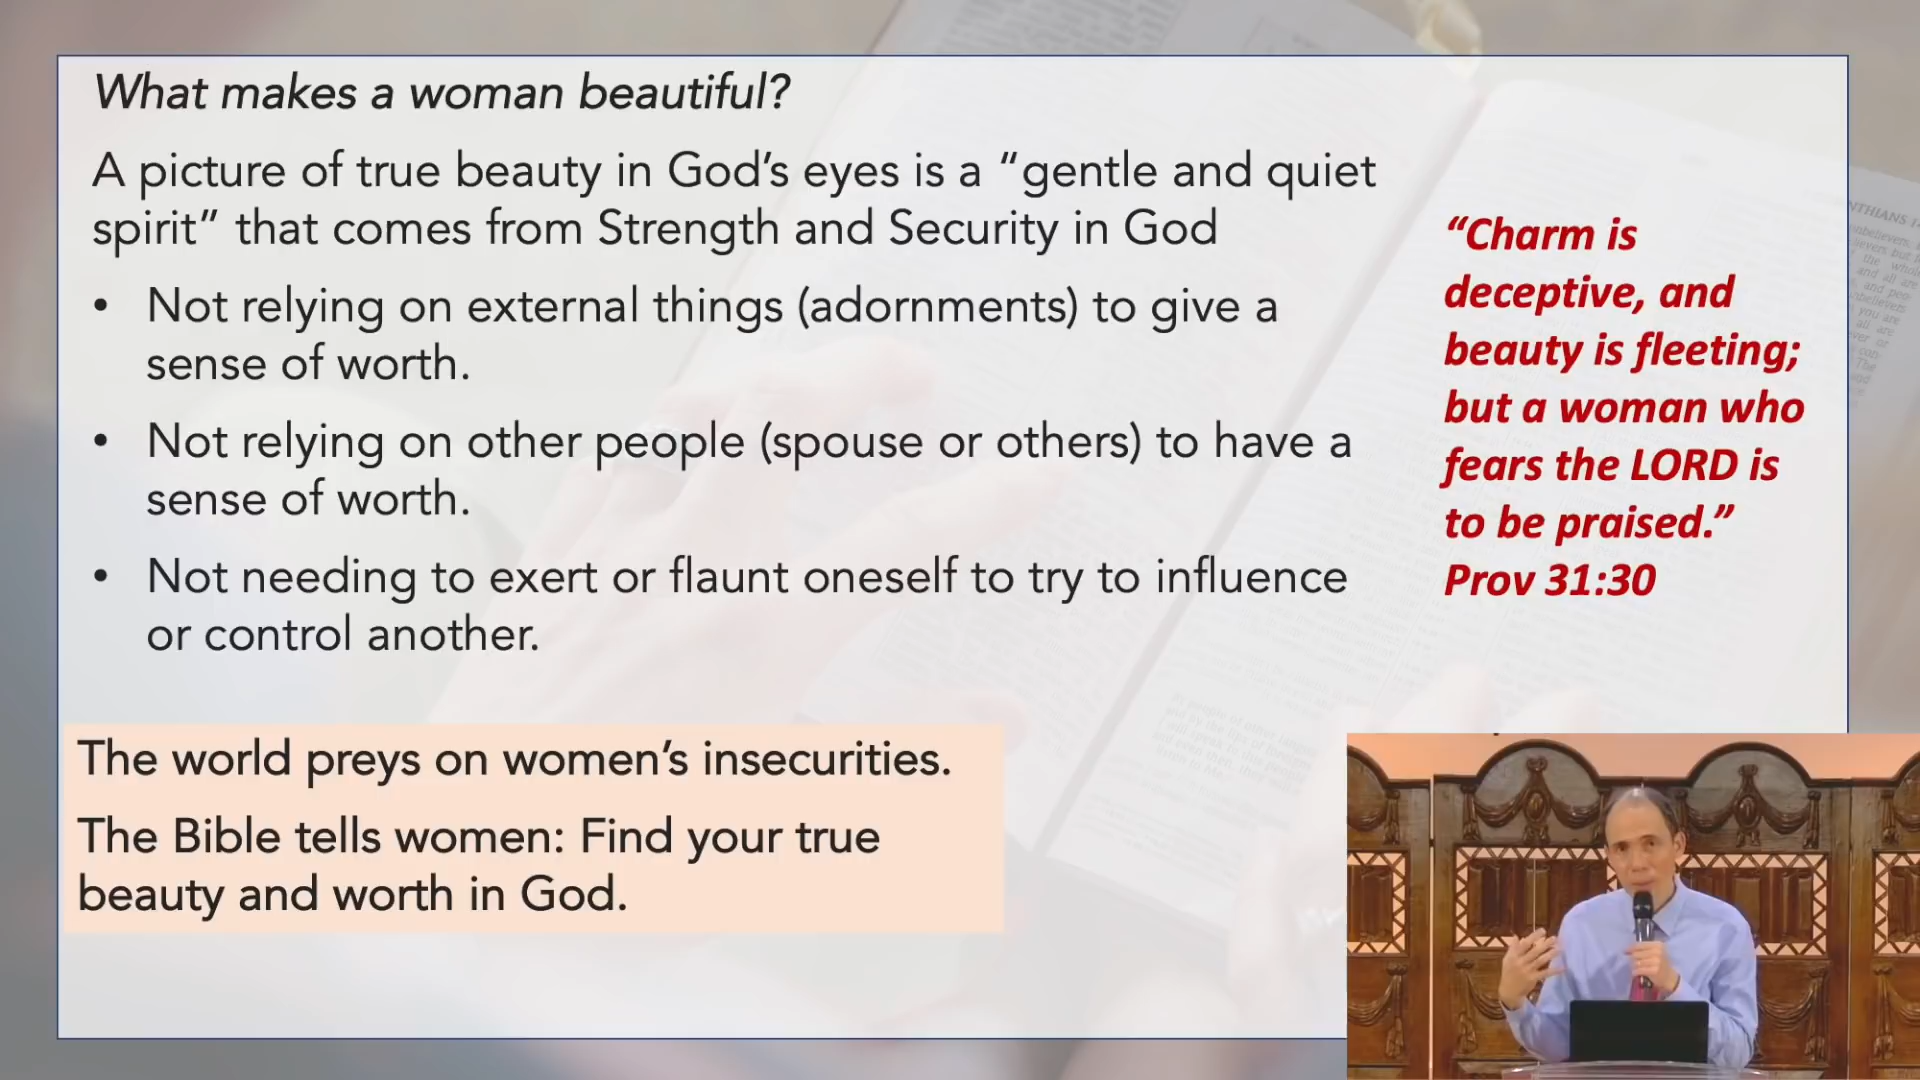 What makes a woman beautiful?
A picture of true beauty in God’s eyes is a “gentle and quiet
spirit” that comes from Strength and Security in God
• Not relying on external things (adornments) to give a
sense of worth.
• Not relying on other people (spouse or others) to have a
sense of worth.
• Not needing to exert or flaunt oneself to try to influence
or control another.
The world preys on women’s insecurities.
The Bible tells women: Find your true
beauty and worth in God.
“Charm is
deceptive, and
beauty is fleeting;
but a woman who
fears the LORD is
to be praised.”
Prov 31:30